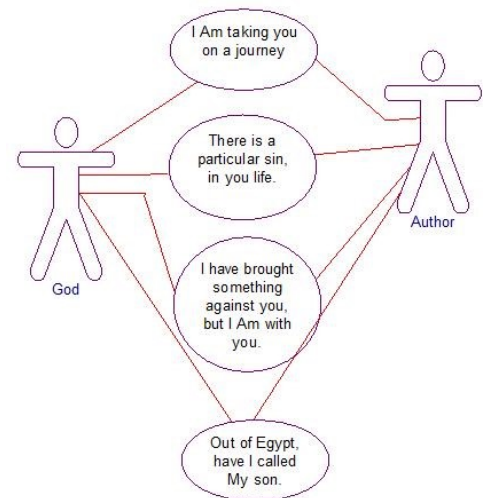 I Am taking you
on a journey
There is a
particular sin,
in you life.
God
Author
I have brought
something
against you,
but I Am with
you.
Out of Egypt,
have I called
My son.